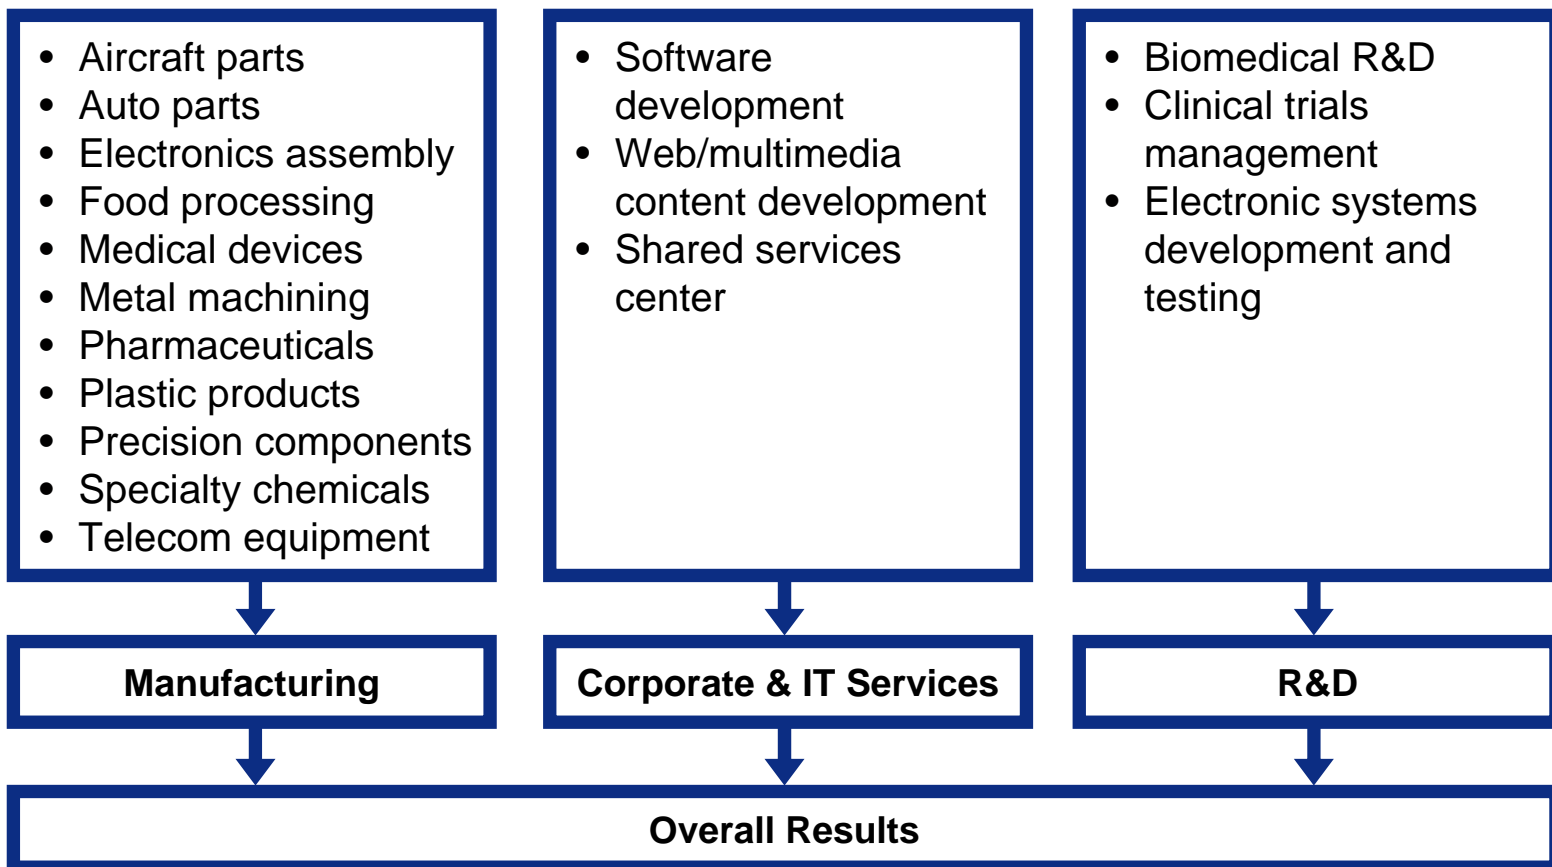 • Aircraft parts
• Auto parts
• Electronics assembly
• Food processing
• Medical devices
• Metal machining
• Pharmaceuticals
• Plastic products
• Precision components
• Specialty chemicals
• Telecom equipment
• Software
development
• Web/multimedia
content development
• Shared services
center
• Biomedical R&D
• Clinical trials
management
• Electronic systems
development and
testing
Manufacturing
Corporate & IT Services
R&D
Overall Results